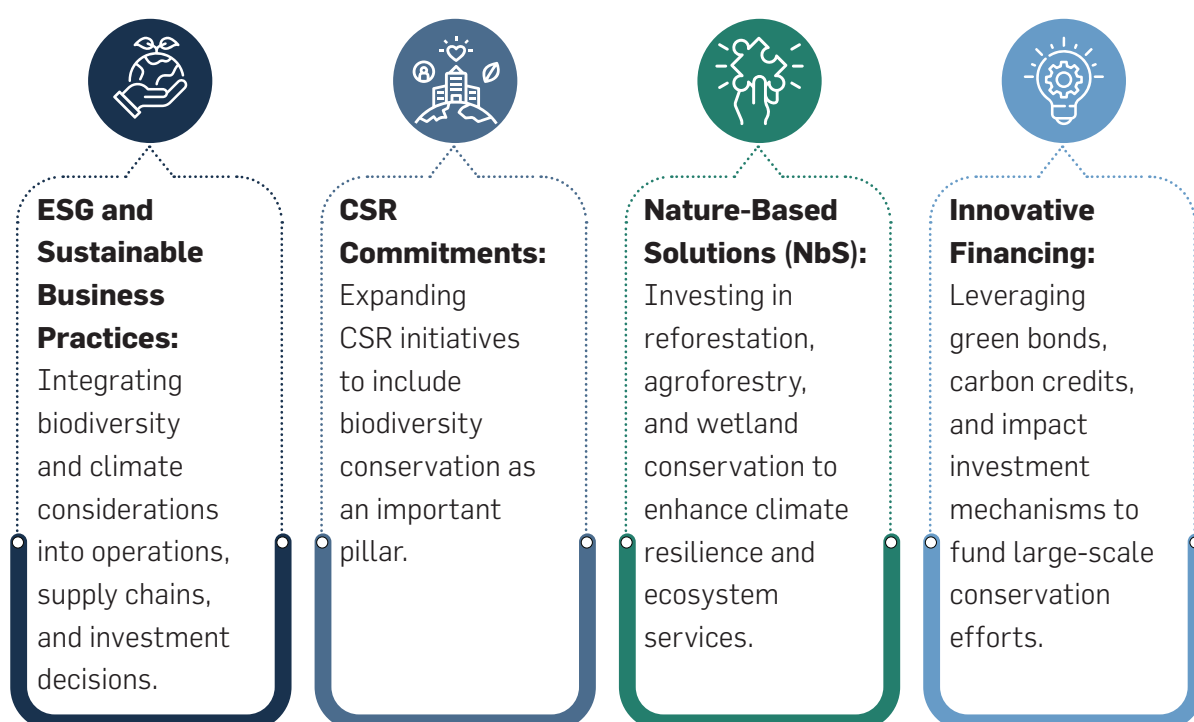 ESG and
Sustainable
Business
Practices:
Integrating
biodiversity
and climate
considerations
into operations,
supply chains,
and investment
decisions.
CSR
Commitments:
Expanding
CSR initiatives
to include
biodiversity
conservation as
an important
pillar.
Nature-Based
Solutions (NbS):
Investing in
reforestation,
agroforestry,
and wetland
conservation to
enhance climate
resilience and
ecosystem
services.
Innovative
Financing:
Leveraging
green bonds,
carbon credits,
and impact
investment
mechanisms to
fund large-scale
conservation
efforts.